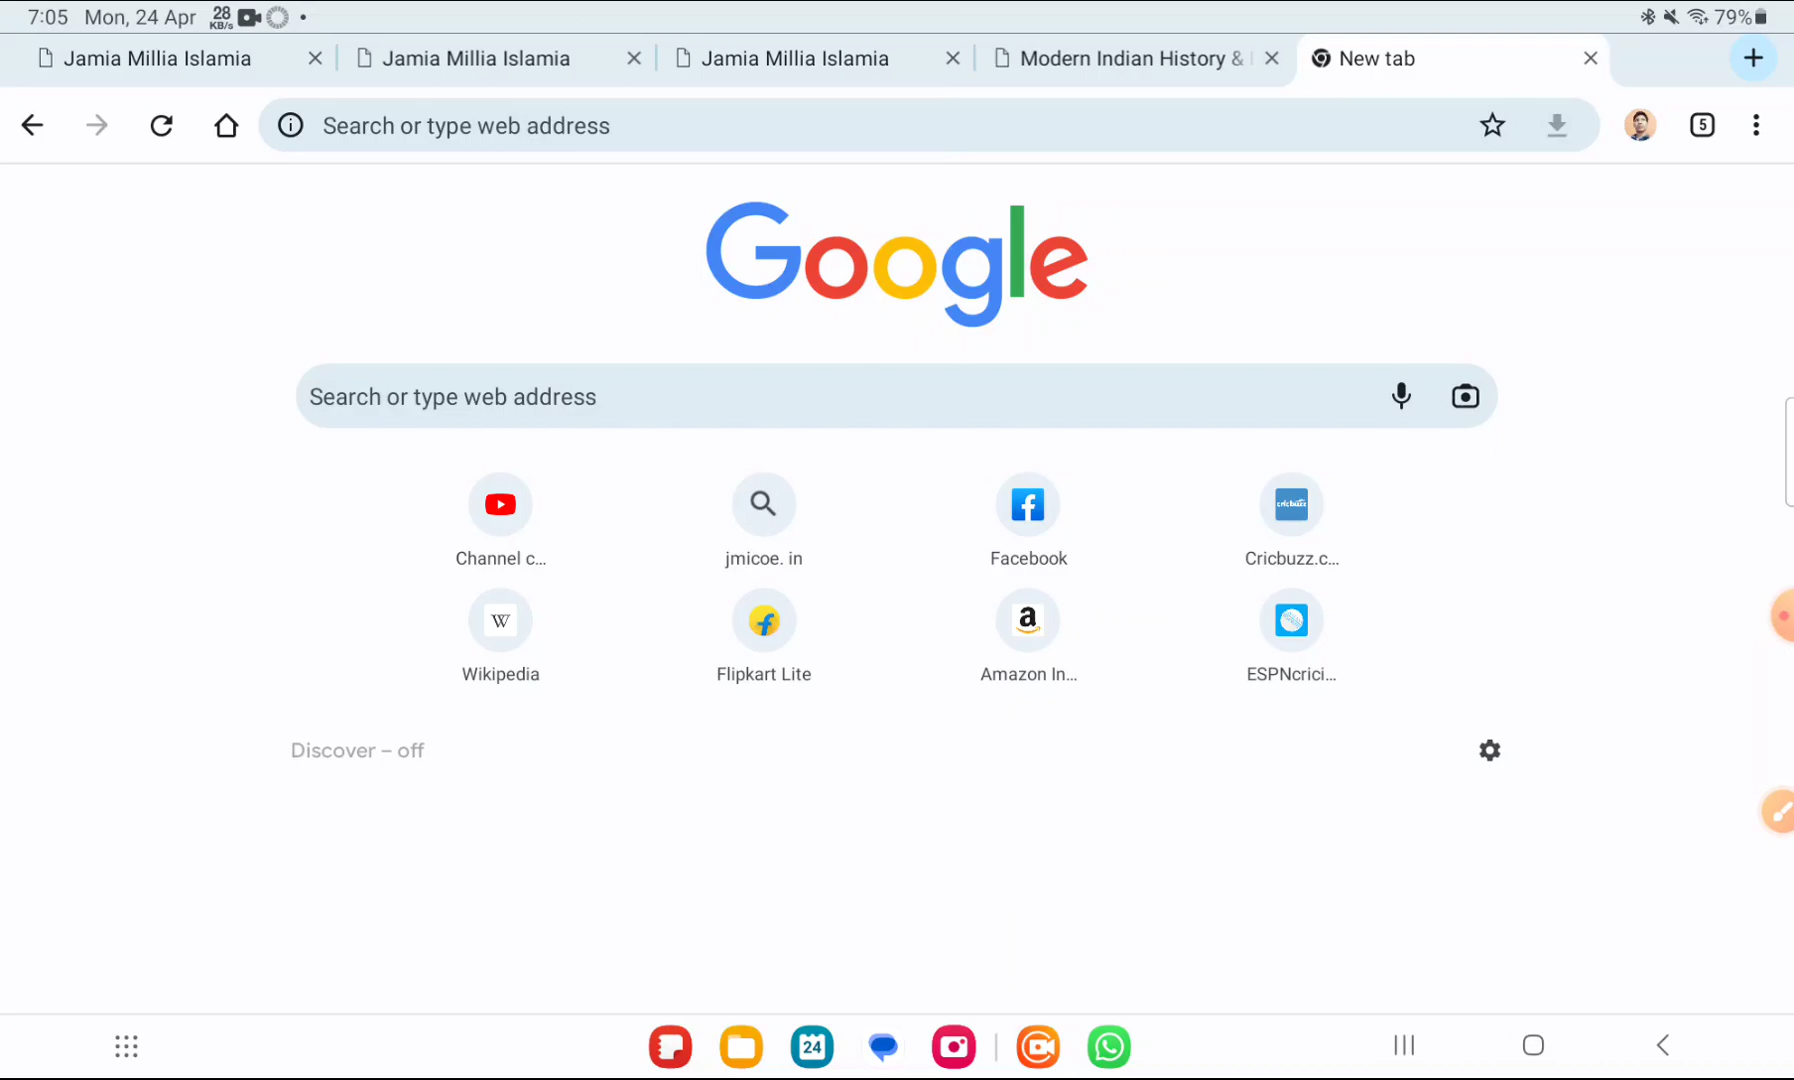 7:05 Mon, 24 Apr 28 KB/s 79%
Jamia Millia Islamia Jamia Millia Islamia Jamia Millia Islamia Modern Indian History & New tab
Search or type web address 5
Google
Search or type web address
Channel c... jmicoe. in Facebook Cricbuzz.c...
Wikipedia Flipkart Lite Amazon In... ESPNcrici...
Discover – off
24